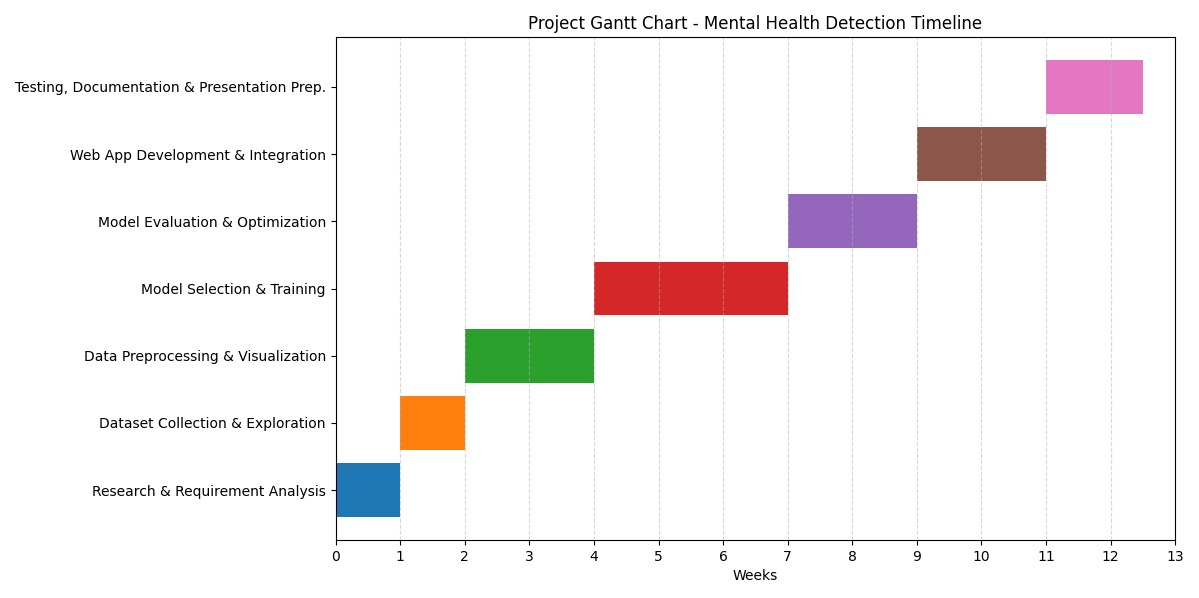 Project Gantt Chart - Mental Health Detection Timeline
Testing, Documentation & Presentation Prep.
Web App Development & Integration
Model Evaluation & Optimization
Model Selection & Training
Data Preprocessing & Visualization
Dataset Collection & Exploration
Research & Requirement Analysis
0 1 2 3 4 5 6 7 8 9 10 11 12 13
Weeks